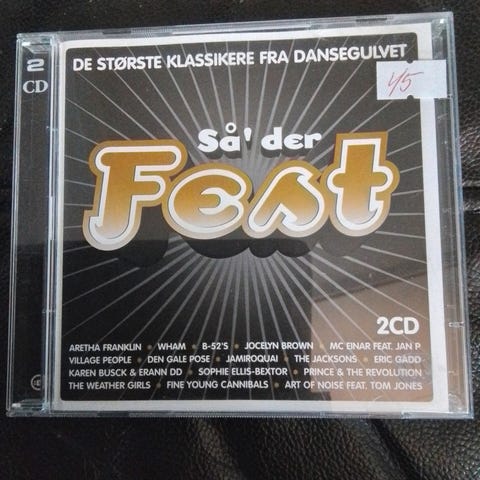 2
CD
DE STØRSTE KLASSIKERE FRA DANSEGULVET
45
Så' der
Fest
2CD
ARETHA FRANKLIN • WHAM • B-52'S • JOCELYN BROWN • MC EINAR FEAT. JAN P.
VILLAGE PEOPLE • DEN GALE POSE • JAMIROQUAI • THE JACKSONS • ERIC GADD
KAREN BUSCK & ERANN DD • SOPHIE ELLIS-BEXTOR • PRINCE & THE REVOLUTION
THE WEATHER GIRLS • FINE YOUNG CANNIBALS • ART OF NOISE FEAT. TOM JONES